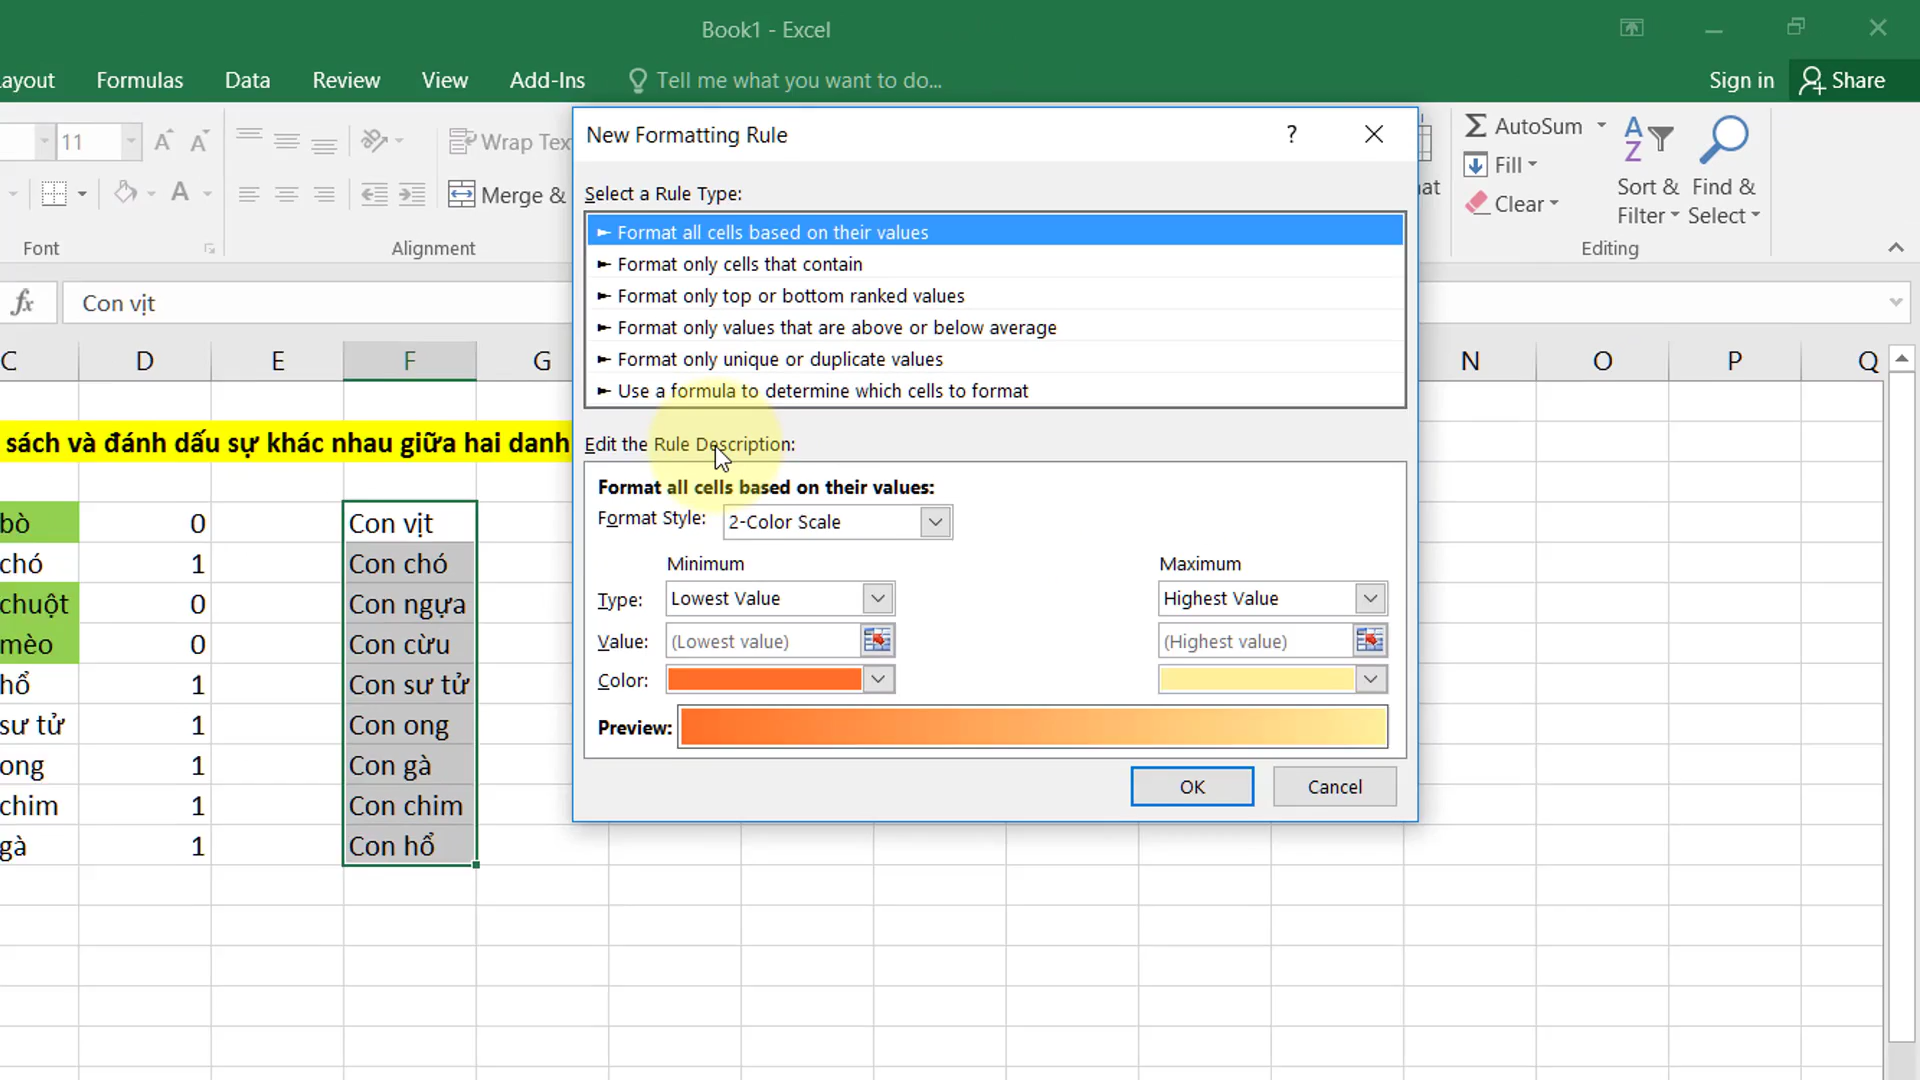 Book1 - Excel
ayout Formulas Data Review View Add-Ins Tell me what you want to do... Sign in Share
11 Wrap Tex AutoSum
Fill
Merge & at Sort & Find &
Clear Filter Select
Font Alignment Editing
New Formatting Rule ?
Select a Rule Type:
► Format all cells based on their values
► Format only cells that contain
► Format only top or bottom ranked values
► Format only values that are above or below average
► Format only unique or duplicate values
► Use a formula to determine which cells to format
Edit the Rule Description:
Format all cells based on their values:
Format Style: 2-Color Scale
Minimum Maximum
Type: Lowest Value Highest Value
Value: (Lowest value) (Highest value)
Color:
Preview:
OK Cancel
fx Con vịt
C D E F G N O P Q
sách và đánh dấu sự khác nhau giữa hai danh
bò 0 Con vịt
chó 1 Con chó
chuột 0 Con ngựa
mèo 0 Con cừu
hổ 1 Con sư tử
sư tử 1 Con ong
ong 1 Con gà
chim 1 Con chim
gà 1 Con hổ